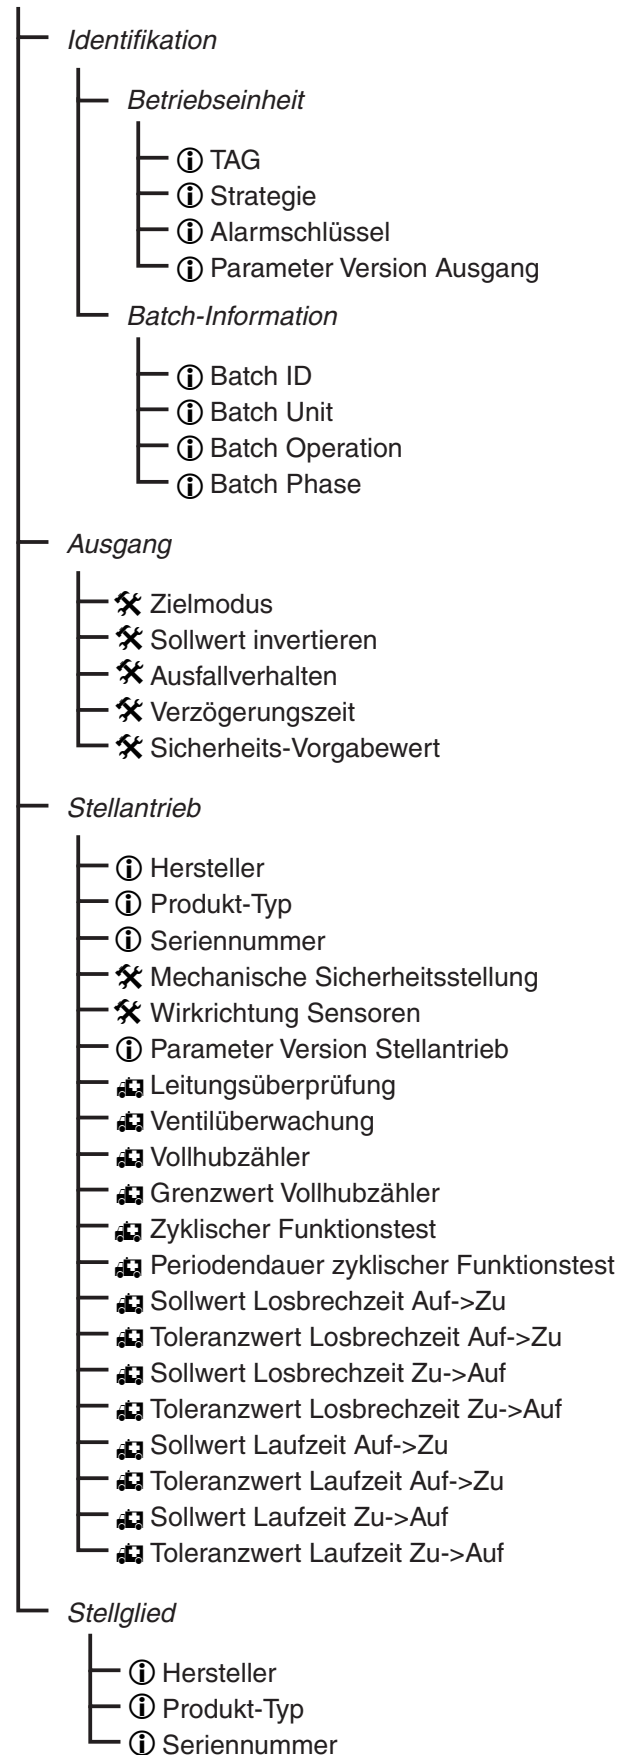 Identifikation
Betriebseinheit
TAG
Strategie
Alarmschlüssel
Parameter Version Ausgang
Batch-Information
Batch ID
Batch Unit
Batch Operation
Batch Phase
Ausgang
Zielmodus
Sollwert invertieren
Ausfallverhalten
Verzögerungszeit
Sicherheits-Vorgabewert
Stellantrieb
Hersteller
Produkt-Typ
Seriennummer
Mechanische Sicherheitsstellung
Wirkrichtung Sensoren
Parameter Version Stellantrieb
Leitungsüberprüfung
Ventilüberwachung
Vollhubzähler
Grenzwert Vollhubzähler
Zyklischer Funktionstest
Periodendauer zyklischer Funktionstest
Sollwert Losbrechzeit Auf->Zu
Toleranzwert Losbrechzeit Auf->Zu
Sollwert Losbrechzeit Zu->Auf
Toleranzwert Losbrechzeit Zu->Auf
Sollwert Laufzeit Auf->Zu
Toleranzwert Laufzeit Auf->Zu
Sollwert Laufzeit Zu->Auf
Toleranzwert Laufzeit Zu->Auf
Stellglied
Hersteller
Produkt-Typ
Seriennummer